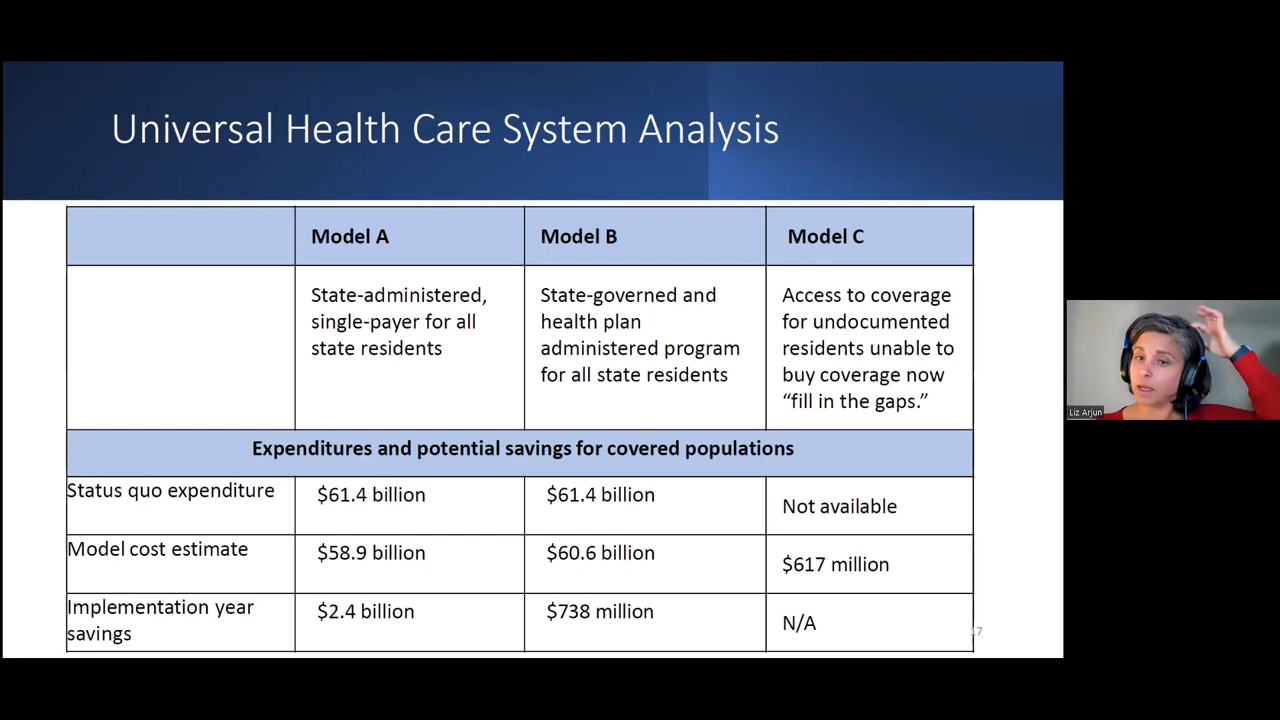 Universal Health Care System Analysis
Model A
Model B
Model C
State-administered,
single-payer for all
state residents
State-governed and
health plan
administered program
for all state residents
Access to coverage
for undocumented
residents unable to
buy coverage now
“fill in the gaps.”
Expenditures and potential savings for covered populations
Status quo expenditure
$61.4 billion
$61.4 billion
Not available
Model cost estimate
$58.9 billion
$60.6 billion
$617 million
Implementation year
savings
$2.4 billion
$738 million
N/A
17
Liz Arjun